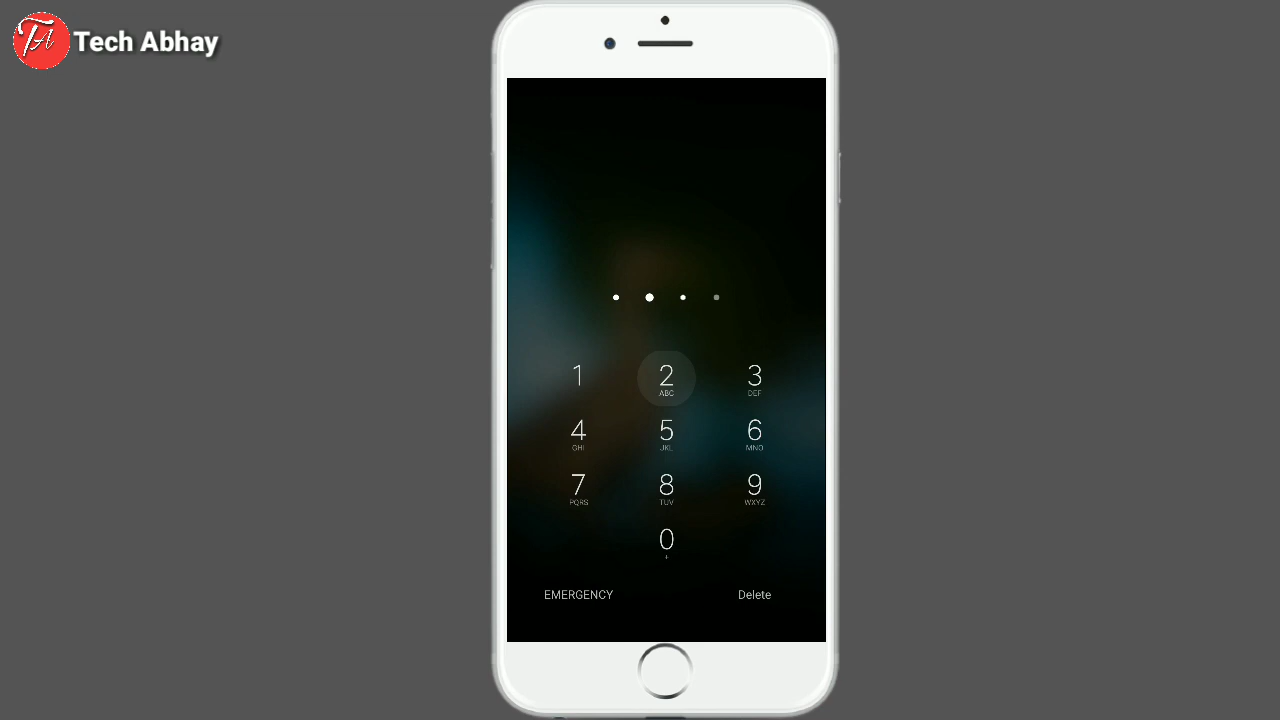 TA
Tech Abhay
1
2
ABC
3
DEF
4
GHI
5
JKL
6
MNO
7
PQRS
8
TUV
9
WXYZ
0
+
EMERGENCY
Delete